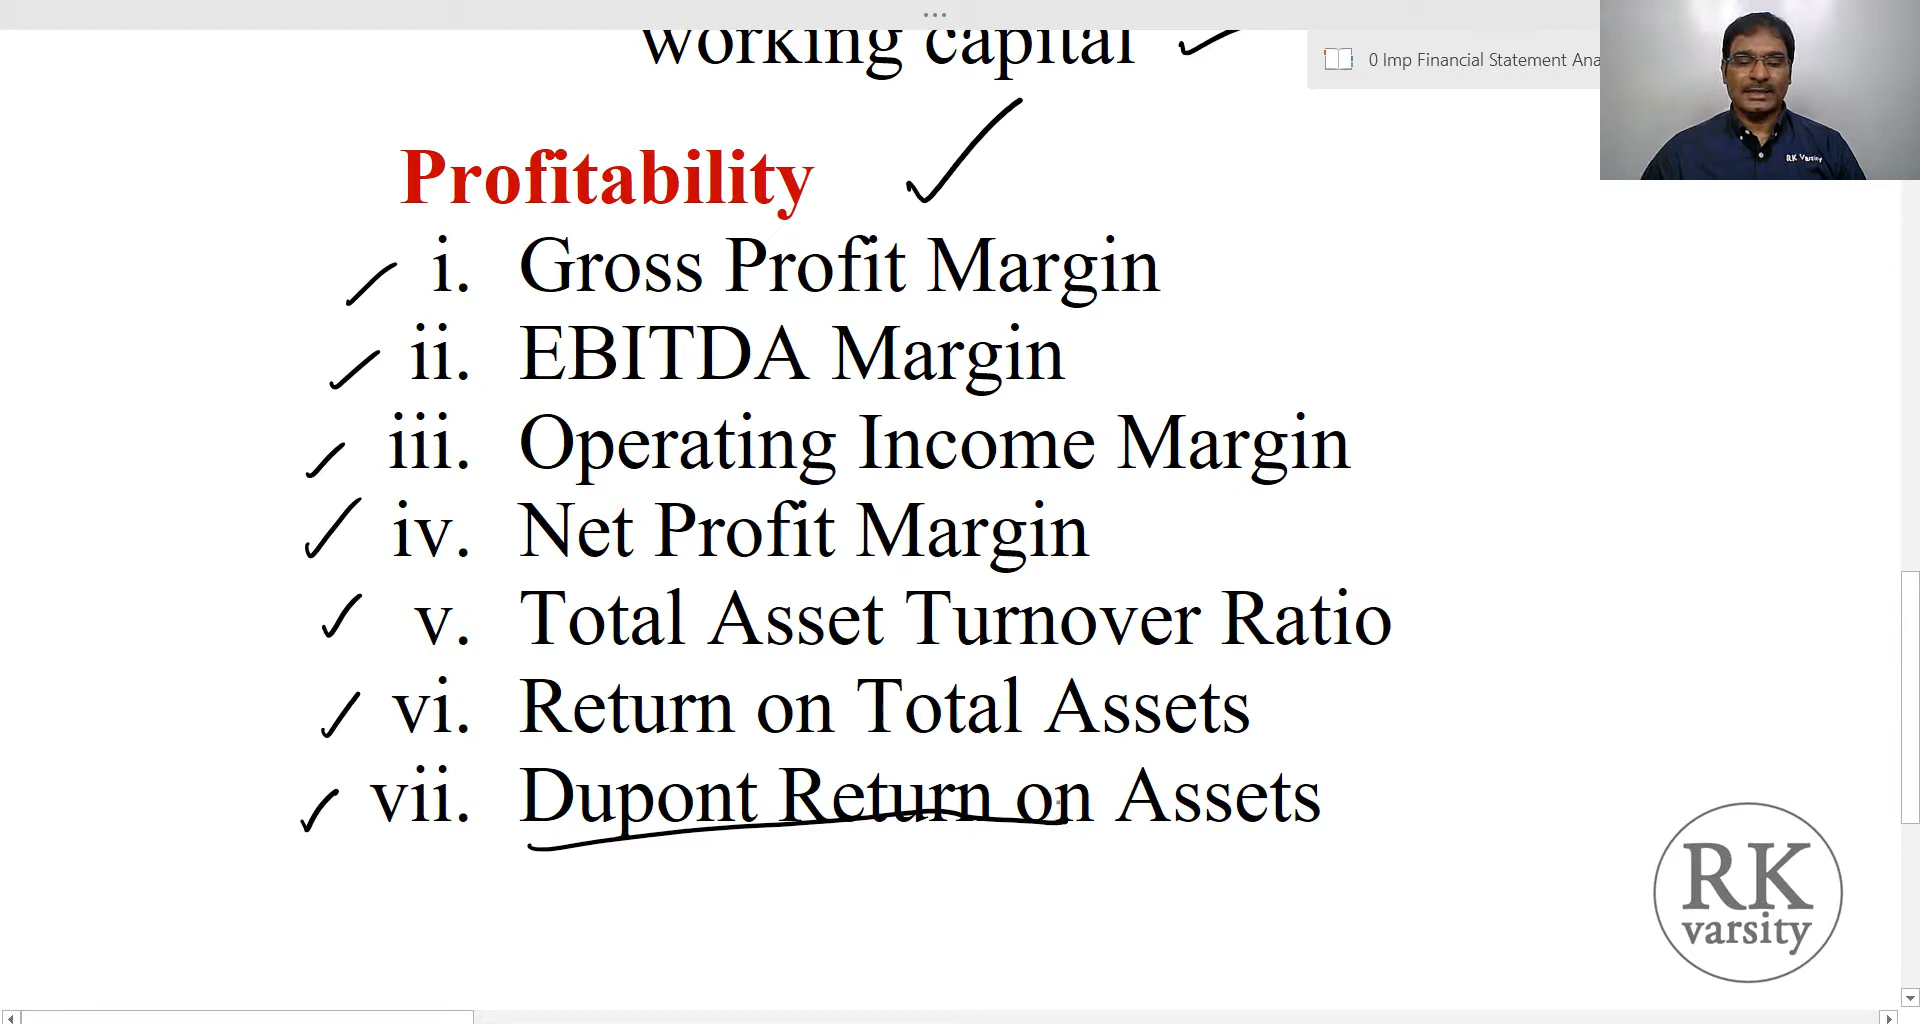 working capital
0 Imp Financial Statement Ana
RK Varsity
Profitability
i. Gross Profit Margin
ii. EBITDA Margin
iii. Operating Income Margin
iv. Net Profit Margin
v. Total Asset Turnover Ratio
vi. Return on Total Assets
vii. Dupont Return on Assets
RK
varsity